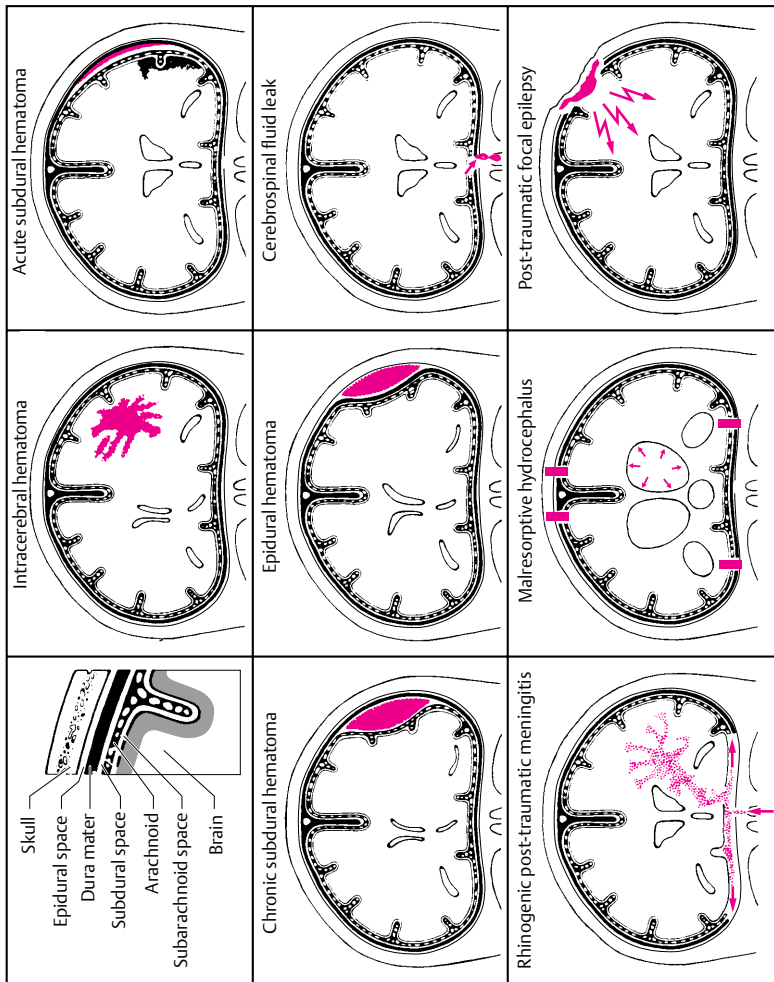 Skull
Epidural space
Dura mater
Subdural space
Arachnoid
Subarachnoid space
Brain
Intracerebral hematoma
Acute subdural hematoma
Chronic subdural hematoma
Epidural hematoma
Cerebrospinal fluid leak
Rhinogenic post-traumatic meningitis
Malresorptive hydrocephalus
Post-traumatic focal epilepsy